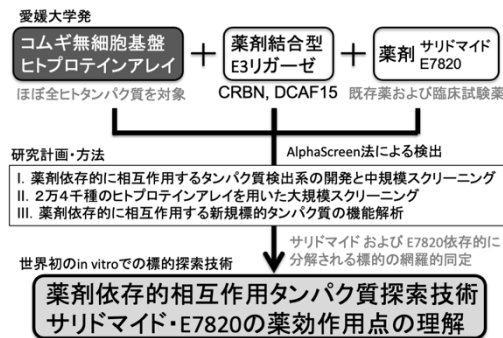 愛媛大学発
コムギ無細胞基盤
ヒトプロテインアレイ
+
薬剤結合型
E3リガーゼ
+
薬剤 サリドマイド
E7820
ほぼ全ヒトタンパク質を対象
CRBN, DCAF15
既存薬および臨床試験薬
研究計画・方法
AlphaScreen法による検出
I. 薬剤依存的に相互作用するタンパク質検出系の開発と中規模スクリーニング
II. 2万4千種のヒトプロテインアレイを用いた大規模スクリーニング
III. 薬剤依存的に相互作用する新規標的タンパク質の機能解析
サリドマイド および E7820依存的に
分解される標的の網羅的同定
世界初のin vitroでの標的探索技術
薬剤依存的相互作用タンパク質探索技術
サリドマイド・E7820の薬効作用点の理解